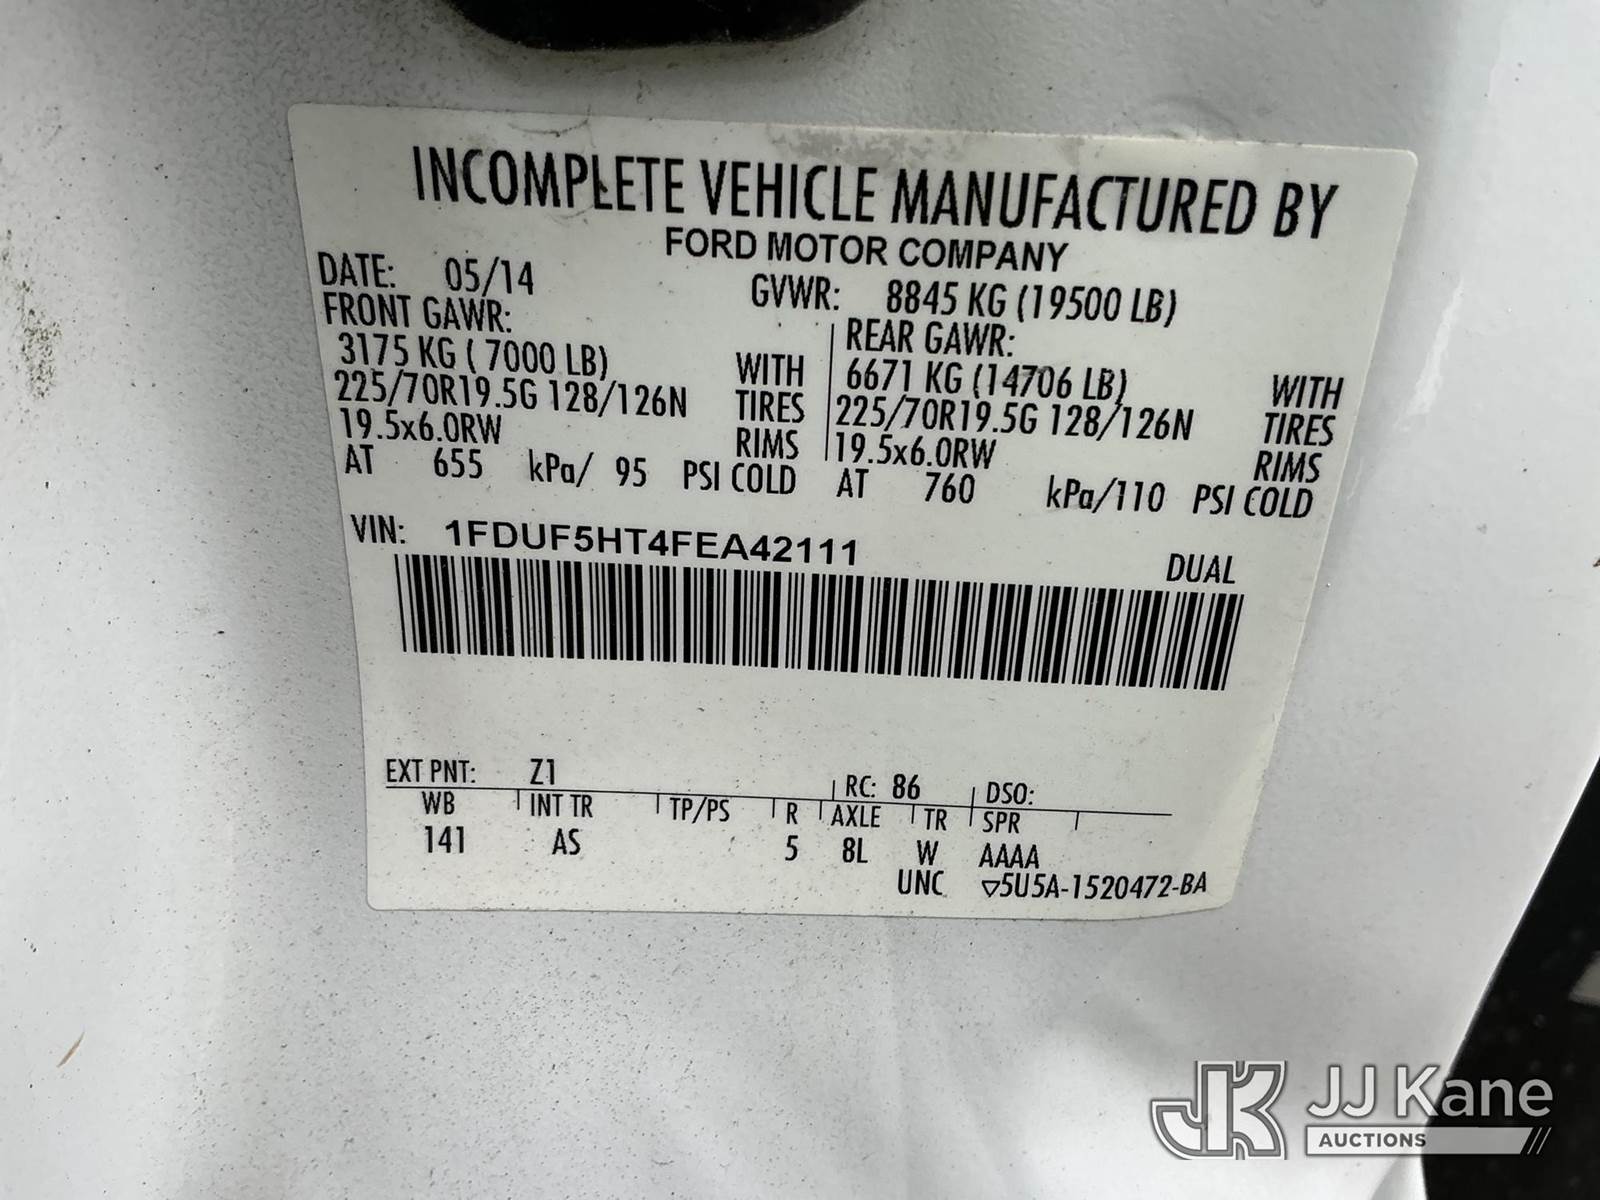 INCOMPLETE VEHICLE MANUFACTURED BY
FORD MOTOR COMPANY
DATE: 05/14 GVWR: 8845 KG (19500 LB)
FRONT GAWR: REAR GAWR:
3175 KG ( 7000 LB) WITH 6671 KG (14706 LB) WITH
225/70R19.5G 128/126N TIRES 225/70R19.5G 128/126N TIRES
19.5x6.0RW RIMS 19.5x6.0RW RIMS
AT 655 kPa/ 95 PSI COLD AT 760 kPa/110 PSI COLD
VIN: 1FDUF5HT4FEA42111 DUAL
EXT PNT: Z1 RC: 86 DSO:
WB INT TR TP/PS R AXLE TR SPR
141 AS 5 8L W AAAA
UNC ▽5U5A-1520472-BA
JK JJ Kane
AUCTIONS